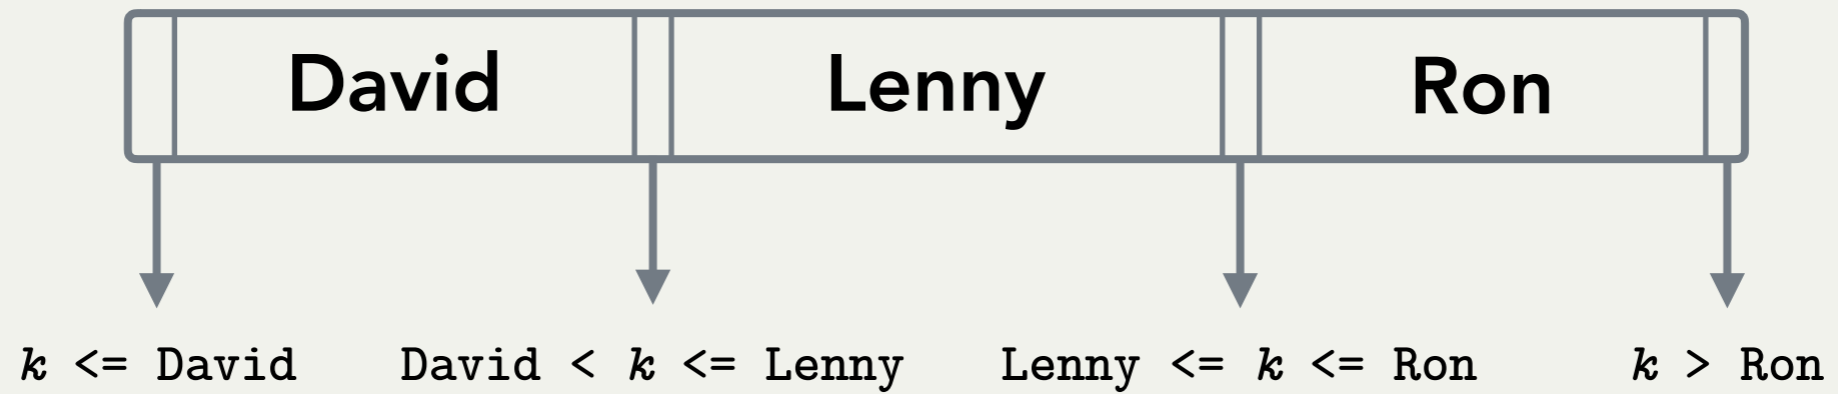 David Lenny Ron
k <= David David < k <= Lenny Lenny <= k <= Ron k > Ron